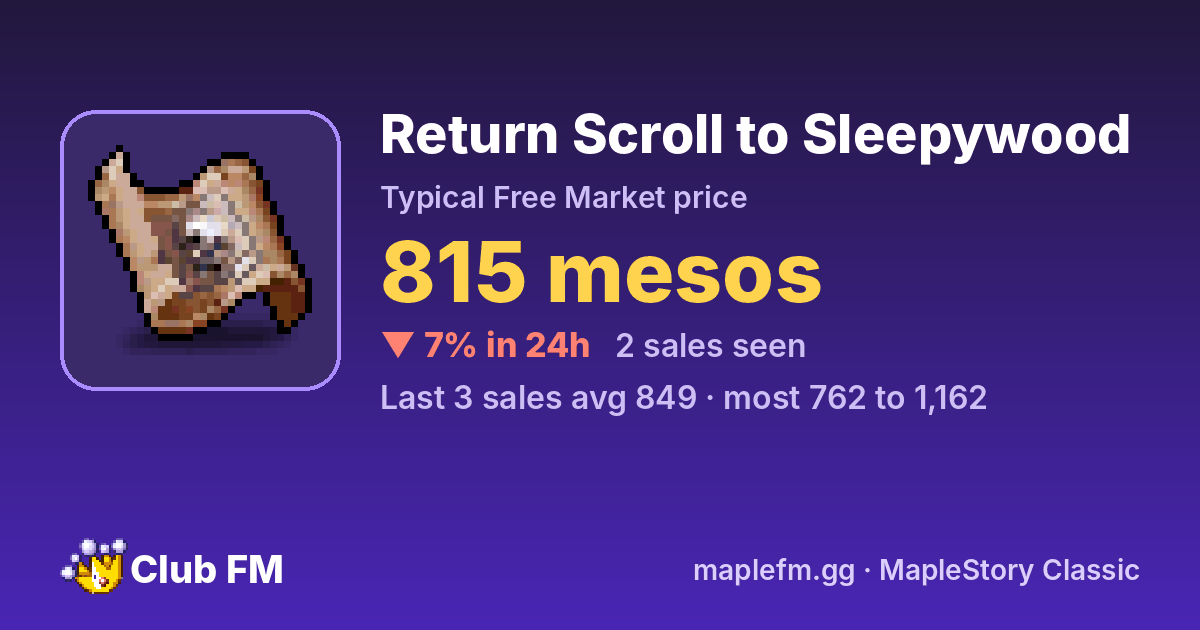 Return Scroll to Sleepywood
Typical Free Market price
815 mesos
▼ 7% in 24h 2 sales seen
Last 3 sales avg 849 · most 762 to 1,162
Club FM
maplefm.gg · MapleStory Classic